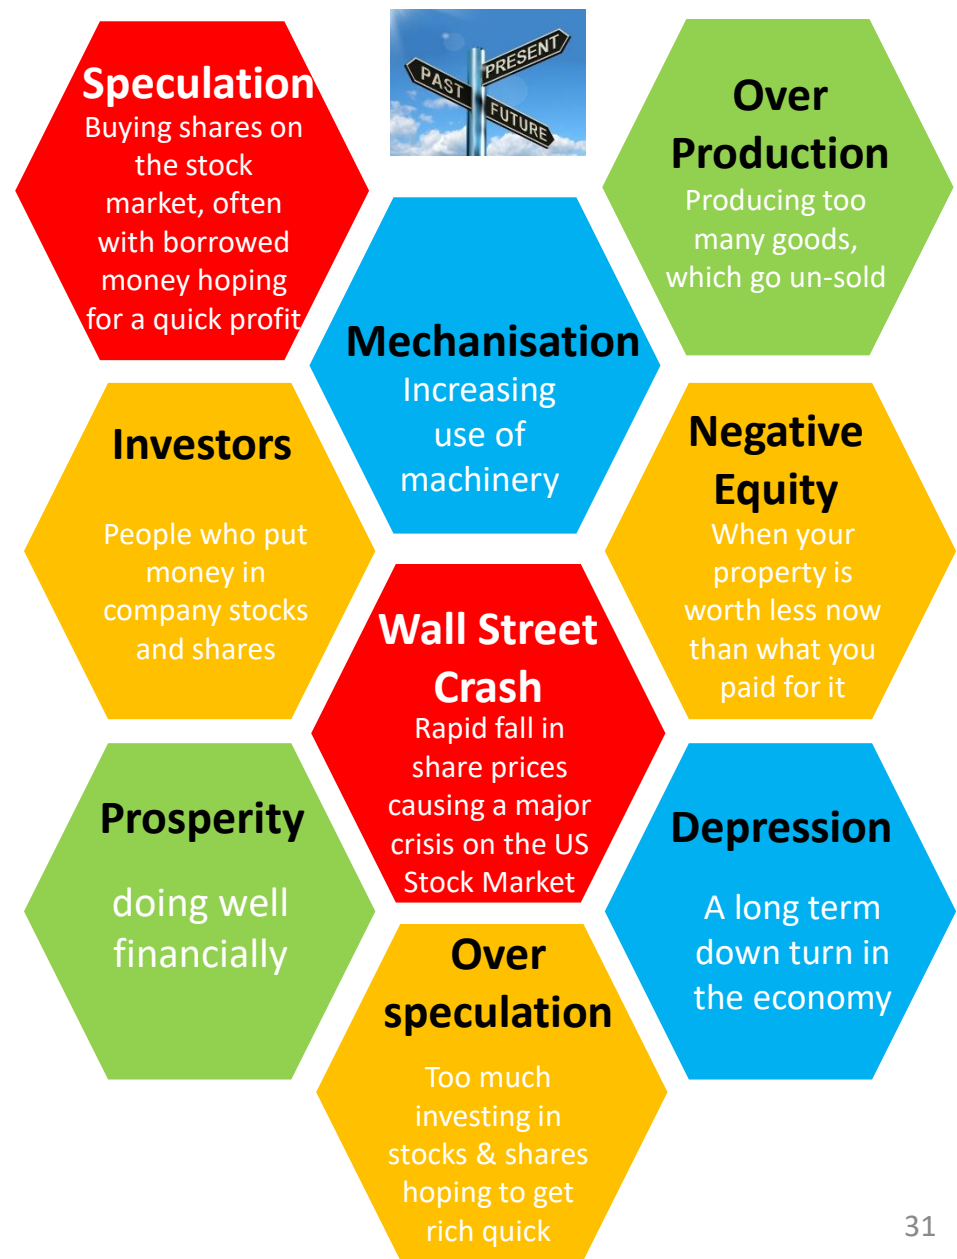 Speculation
Buying shares on
the stock
market, often
with borrowed
money hoping
for a quick profit
PAST
PRESENT
FUTURE
Over
Production
Producing too
many goods,
which go un-sold
Mechanisation
Increasing
use of
machinery
Investors
People who put
money in
company stocks
and shares
Negative
Equity
When your
property is
worth less now
than what you
paid for it
Wall Street
Crash
Rapid fall in
share prices
causing a major
crisis on the US
Stock Market
Prosperity
doing well
financially
Depression
A long term
down turn in
the economy
Over
speculation
Too much
investing in
stocks & shares
hoping to get
rich quick
31